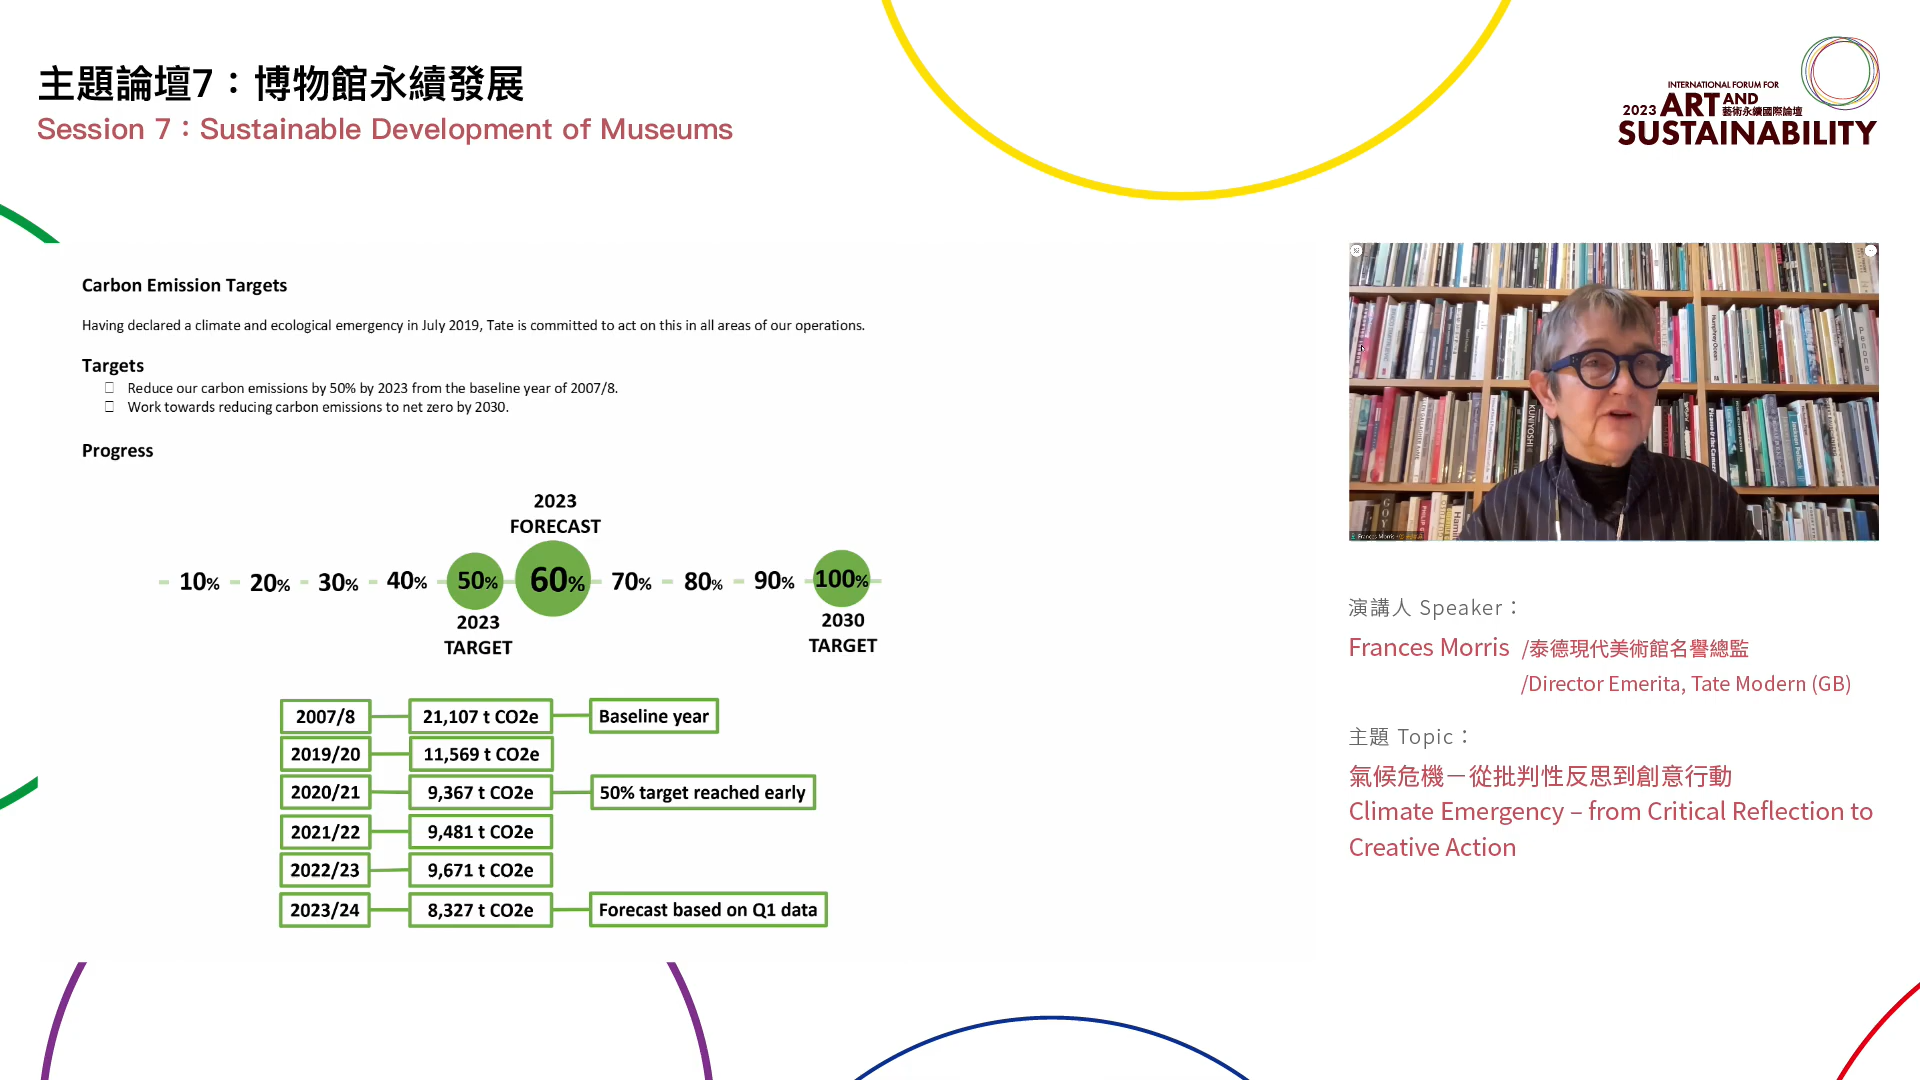 主題論壇7：博物館永續發展
Session 7：Sustainable Development of Museums
INTERNATIONAL FORUM FOR
2023 ART AND
藝術永續國際論壇
SUSTAINABILITY
Carbon Emission Targets
Having declared a climate and ecological emergency in July 2019, Tate is committed to act on this in all areas of our operations.
Targets
Reduce our carbon emissions by 50% by 2023 from the baseline year of 2007/8.
Work towards reducing carbon emissions to net zero by 2030.
Progress
2023
FORECAST
10% 20% 30% 40% 50% 60% 70% 80% 90% 100%
2023
TARGET
2030
TARGET
2007/8 21,107 t CO2e Baseline year
2019/20 11,569 t CO2e
2020/21 9,367 t CO2e 50% target reached early
2021/22 9,481 t CO2e
2022/23 9,671 t CO2e
2023/24 8,327 t CO2e Forecast based on Q1 data
KUNIYOSHI
Frances Morris
演講人 Speaker：
Frances Morris /泰德現代美術館名譽總監
/Director Emerita, Tate Modern (GB)
主題 Topic：
氣候危機－從批判性反思到創意行動
Climate Emergency – from Critical Reflection to
Creative Action